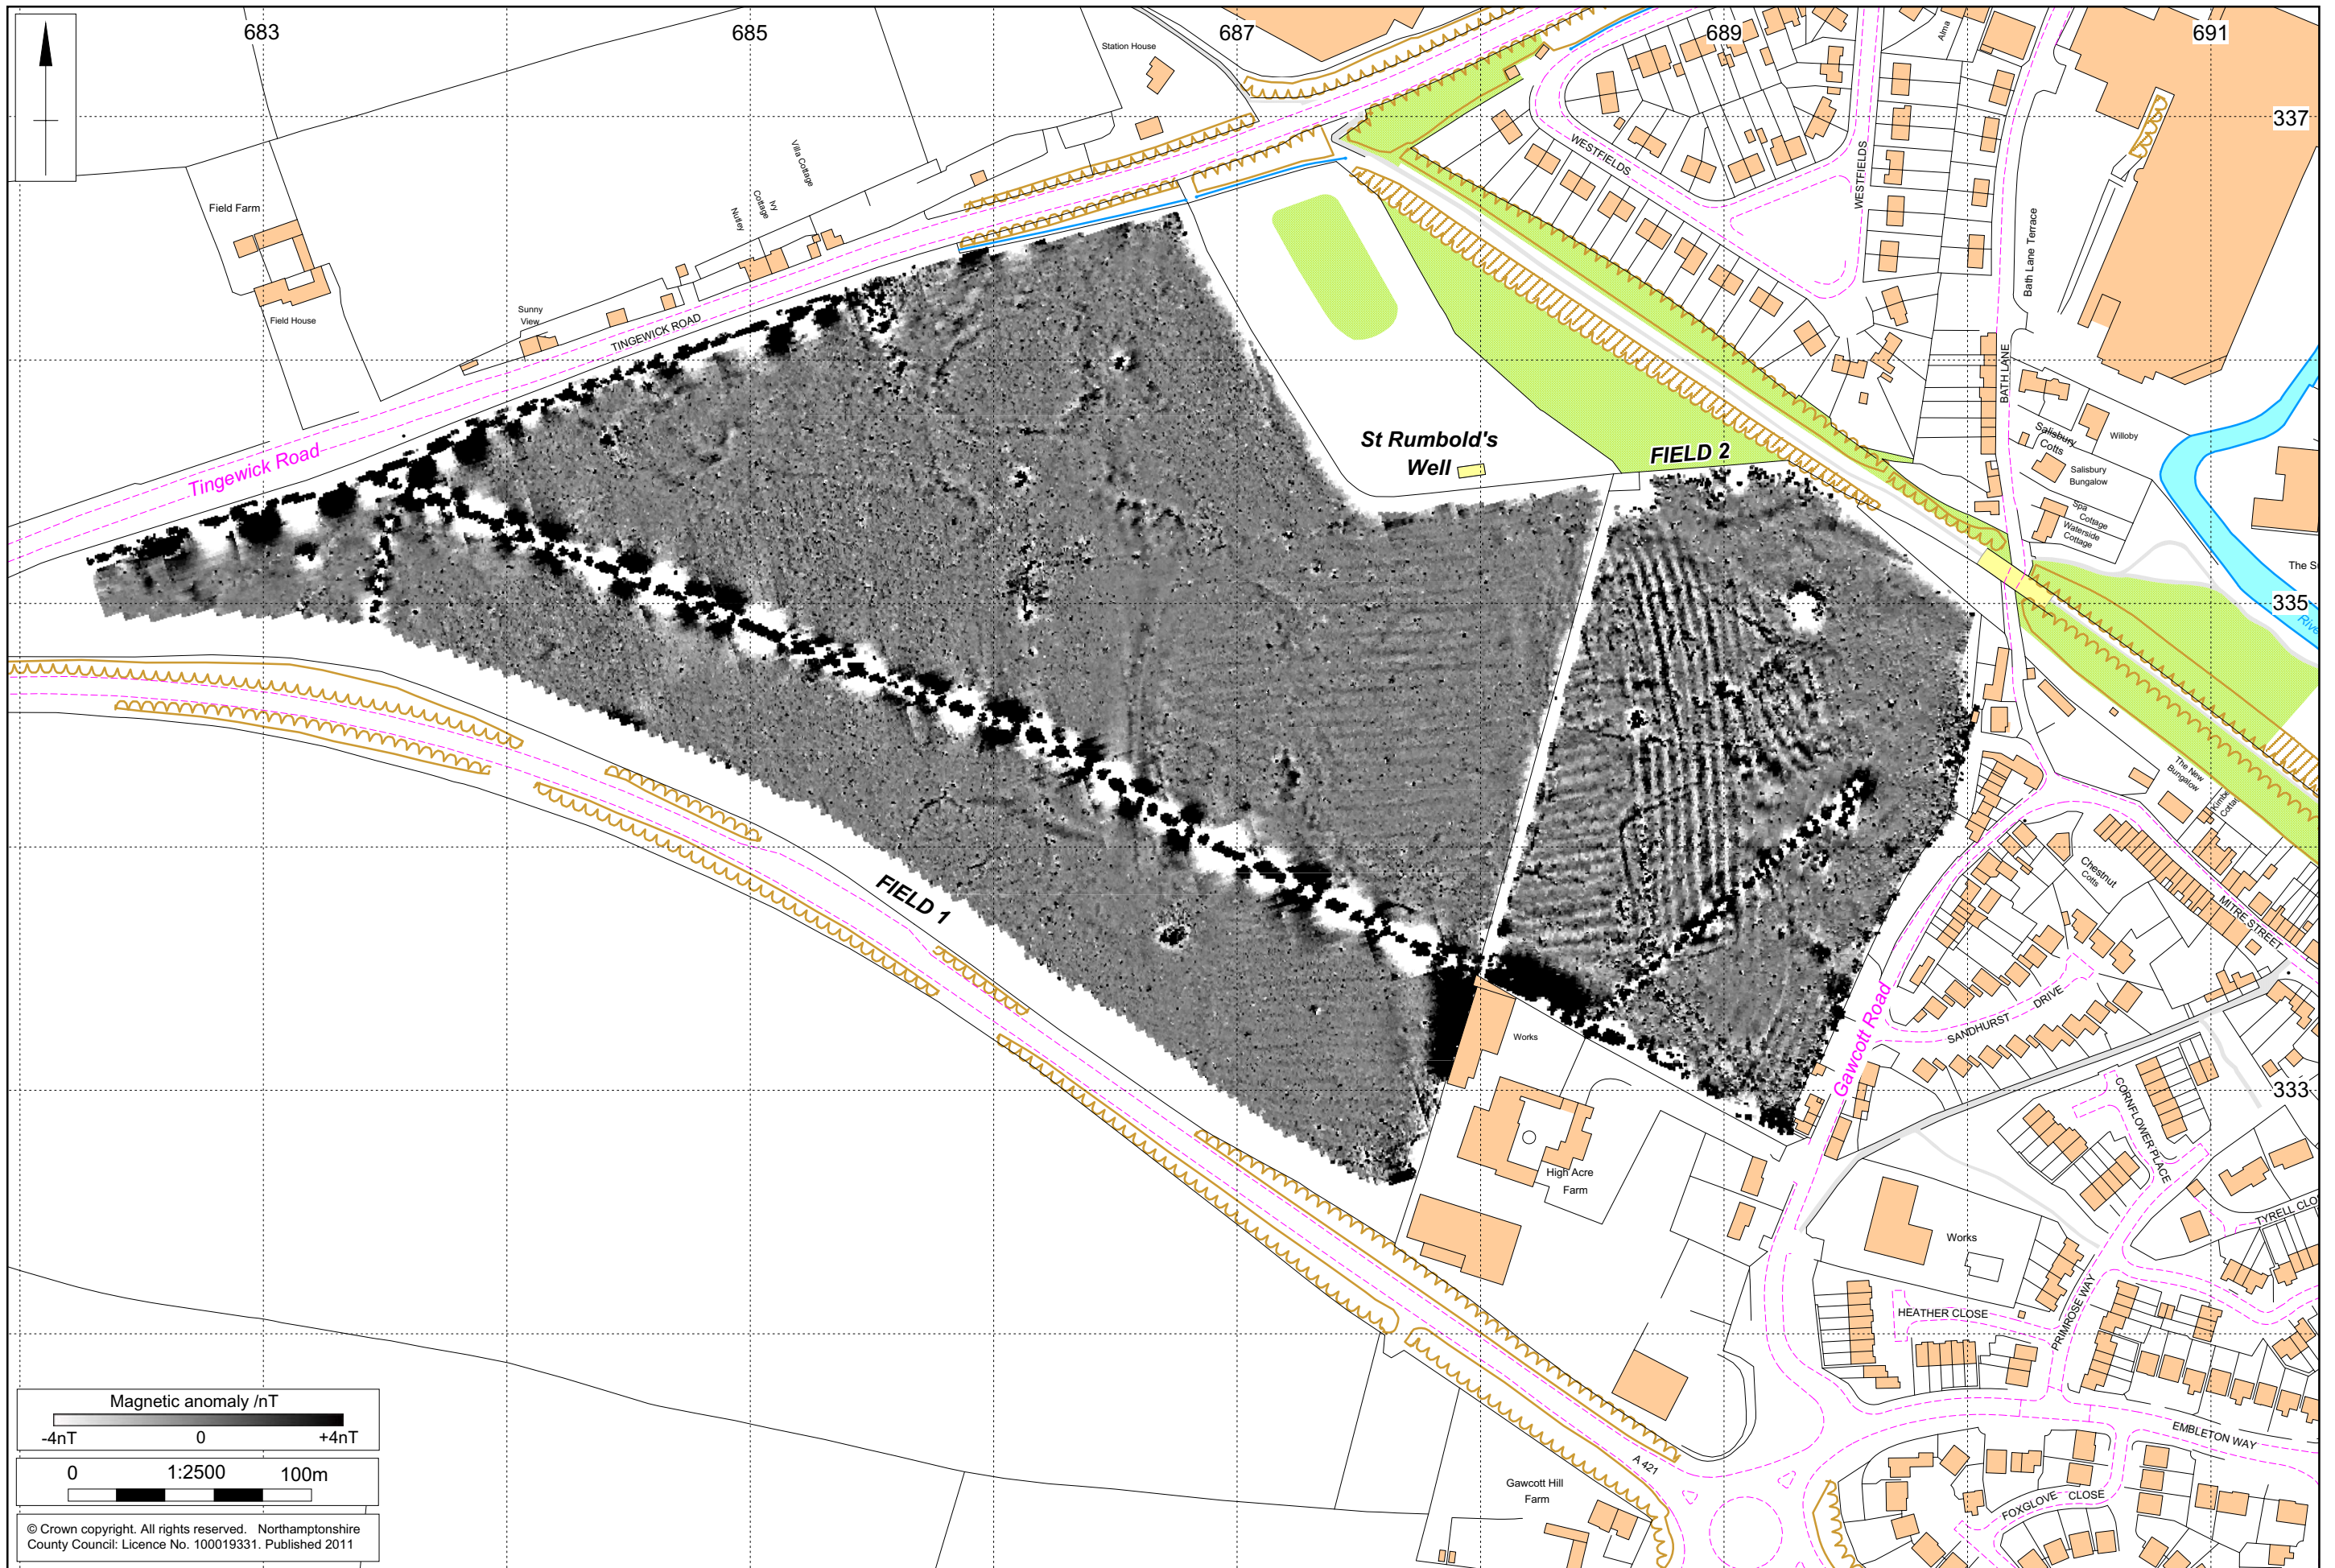 683
685
687
689
691
Station House
Alma
337
Field Farm
Field House
Villa Cottage
Ivy
Cottage
Nutley
WESTFIELDS
WESTFIELDS
Bath Lane Terrace
Sunny
View
TINGEWICK ROAD
Tingewick Road
BATH LANE
St Rumbold's
Well
FIELD 2
Salisbury
Cotts
Willoby
Salisbury
Bungalow
Spa
Cottage
Waterside
Cottage
The
335
The New
Bungalow
Chestnut
Cotts
MITRE STREET
FIELD 1
SANDHURST DRIVE
Gawcott Road
Works
333
CORNFLOWER PLACE
High Acre
Farm
TYRELL
Works
HEATHER CLOSE
PRIMROSE WAY
EMBLETON WAY
A 421
Gawcott Hill
Farm
FOXGLOVE CLOSE
Magnetic anomaly /nT
-4nT 0 +4nT
0 1:2500 100m
© Crown copyright. All rights reserved. Northamptonshire
County Council: Licence No. 100019331. Published 2011